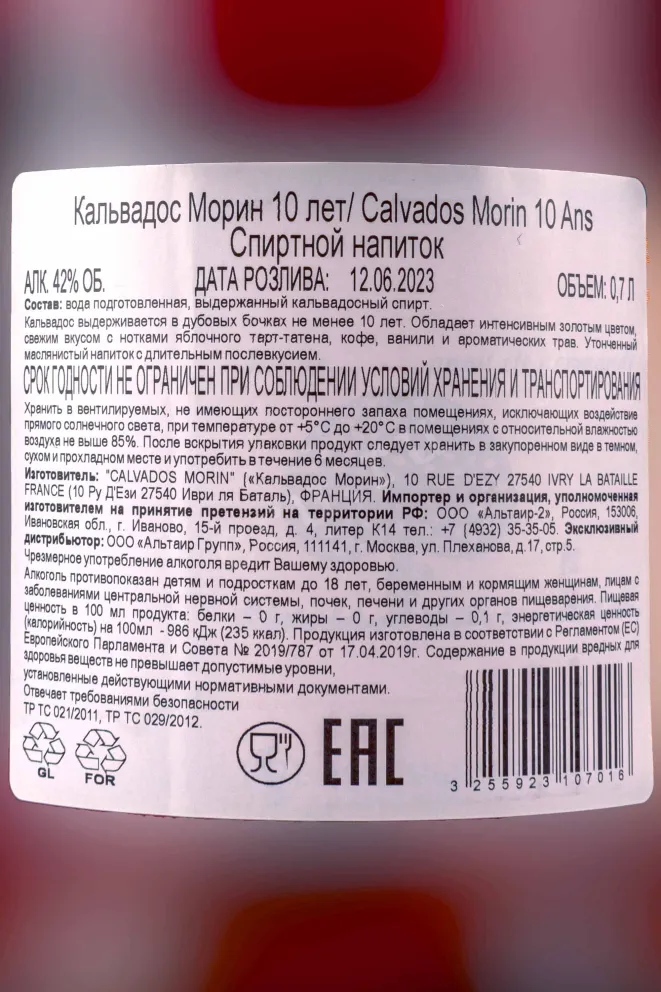 Кальвадос Морин 10 лет/ Calvados Morin 10 Ans
Спиртной напиток
АЛК. 42% ОБ. ДАТА РОЗЛИВА: 12.06.2023 ОБЪЕМ: 0,7 Л
Состав: вода подготовленная, выдержанный кальвадосный спирт.
Кальвадос выдерживается в дубовых бочках не менее 10 лет. Обладает интенсивным золотым цветом,
свежим вкусом с нотками яблочного тарт-татена, кофе, ванили и ароматических трав. Утонченный
маслянистый напиток с длительным послевкусием.
СРОК ГОДНОСТИ НЕ ОГРАНИЧЕН ПРИ СОБЛЮДЕНИИ УСЛОВИЙ ХРАНЕНИЯ И ТРАНСПОРТИРОВАНИЯ
Хранить в вентилируемых, не имеющих постороннего запаха помещениях, исключающих воздействие
прямого солнечного света, при температуре от +5°C до +20°C в помещениях с относительной влажностью
воздуха не выше 85%. После вскрытия упаковки продукт следует хранить в закупоренном виде в темном,
сухом и прохладном месте и употребить в течение 6 месяцев.
Изготовитель: "CALVADOS MORIN" («Кальвадос Морин»), 10 RUE D'EZY 27540 IVRY LA BATAILLE
FRANCE (10 Ру Д'Ези 27540 Иври ля Баталь), ФРАНЦИЯ. Импортер и организация, уполномоченная
изготовителем на принятие претензий на территории РФ: ООО «Альтаир-2», Россия, 153006,
Ивановская обл., г. Иваново, 15-й проезд, д. 4, литер К14 тел.: +7 (4932) 35-35-05. Эксклюзивный
дистрибьютор: ООО «Альтаир Групп», Россия, 111141, г. Москва, ул. Плеханова, д.17, стр.5.
Чрезмерное употребление алкоголя вредит Вашему здоровью.
Алкоголь противопоказан детям и подросткам до 18 лет, беременным и кормящим женщинам, лицам с
заболеваниями центральной нервной системы, почек, печени и других органов пищеварения. Пищевая
ценность в 100 мл продукта: белки – 0 г, жиры – 0 г, углеводы – 0,1 г, энергетическая ценность
(калорийность) на 100мл - 986 кДж (235 ккал). Продукция изготовлена в соответствии с Регламентом (ЕС)
Европейского Парламента и Совета № 2019/787 от 17.04.2019г. Содержание в продукции вредных для
здоровья веществ не превышает допустимые уровни,
установленные действующими нормативными документами.
Отвечает требованиями безопасности
ТР ТС 021/2011, ТР ТС 029/2012.
GL FOR EAC 3 255923 107016